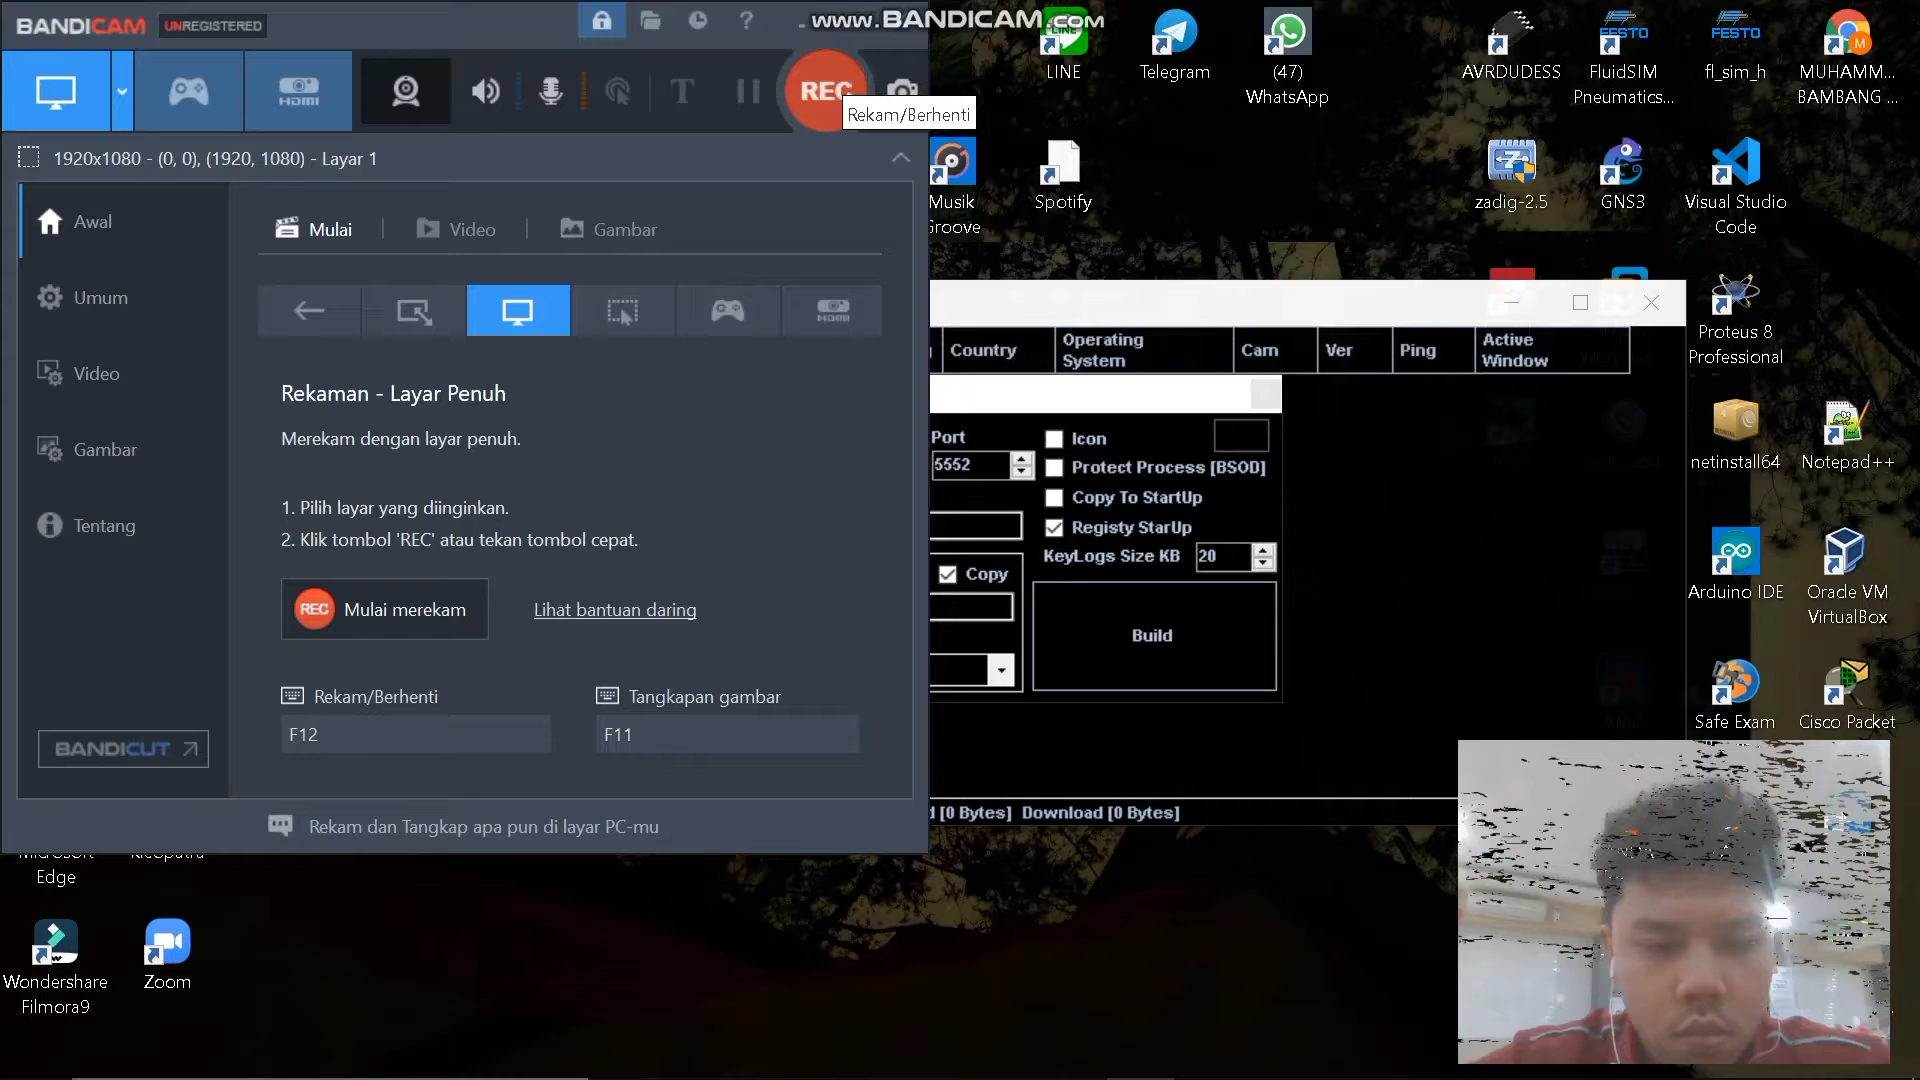 BANDICAM UNREGISTERED
www.BANDICAM.com
HDMI
T
REC
Rekam/Berhenti
1920x1080 - (0, 0), (1920, 1080) - Layar 1
Awal
Umum
Video
Gambar
Tentang
BANDICUT
Mulai
Video
Gambar
HDMI
Rekaman - Layar Penuh
Merekam dengan layar penuh.
1. Pilih layar yang diinginkan.
2. Klik tombol 'REC' atau tekan tombol cepat.
REC Mulai merekam
Lihat bantuan daring
Rekam/Berhenti
F12
Tangkapan gambar
F11
Rekam dan Tangkap apa pun di layar PC-mu
LINE
Telegram
(47)
WhatsApp
AVRDUDESS
FESTO
FluidSIM
Pneumatics...
FESTO
fl_sim_h
M
MUHAMM...
BAMBANG ...
Musik
Groove
Spotify
zadig-2.5
GNS3
Visual Studio
Code
Proteus 8
Professional
netinstall64
Notepad++
Arduino IDE
Oracle VM
VirtualBox
Safe Exam
Cisco Packet
Country
Operating
System
Cam
Ver
Ping
Active
Window
Port
5552
Icon
Protect Process [BSOD]
Copy To StartUp
Registy StarUp
KeyLogs Size KB
20
Copy
Build
[0 Bytes] Download [0 Bytes]
Microsoft
Kleopatra
Edge
Wondershare
Filmora9
Zoom